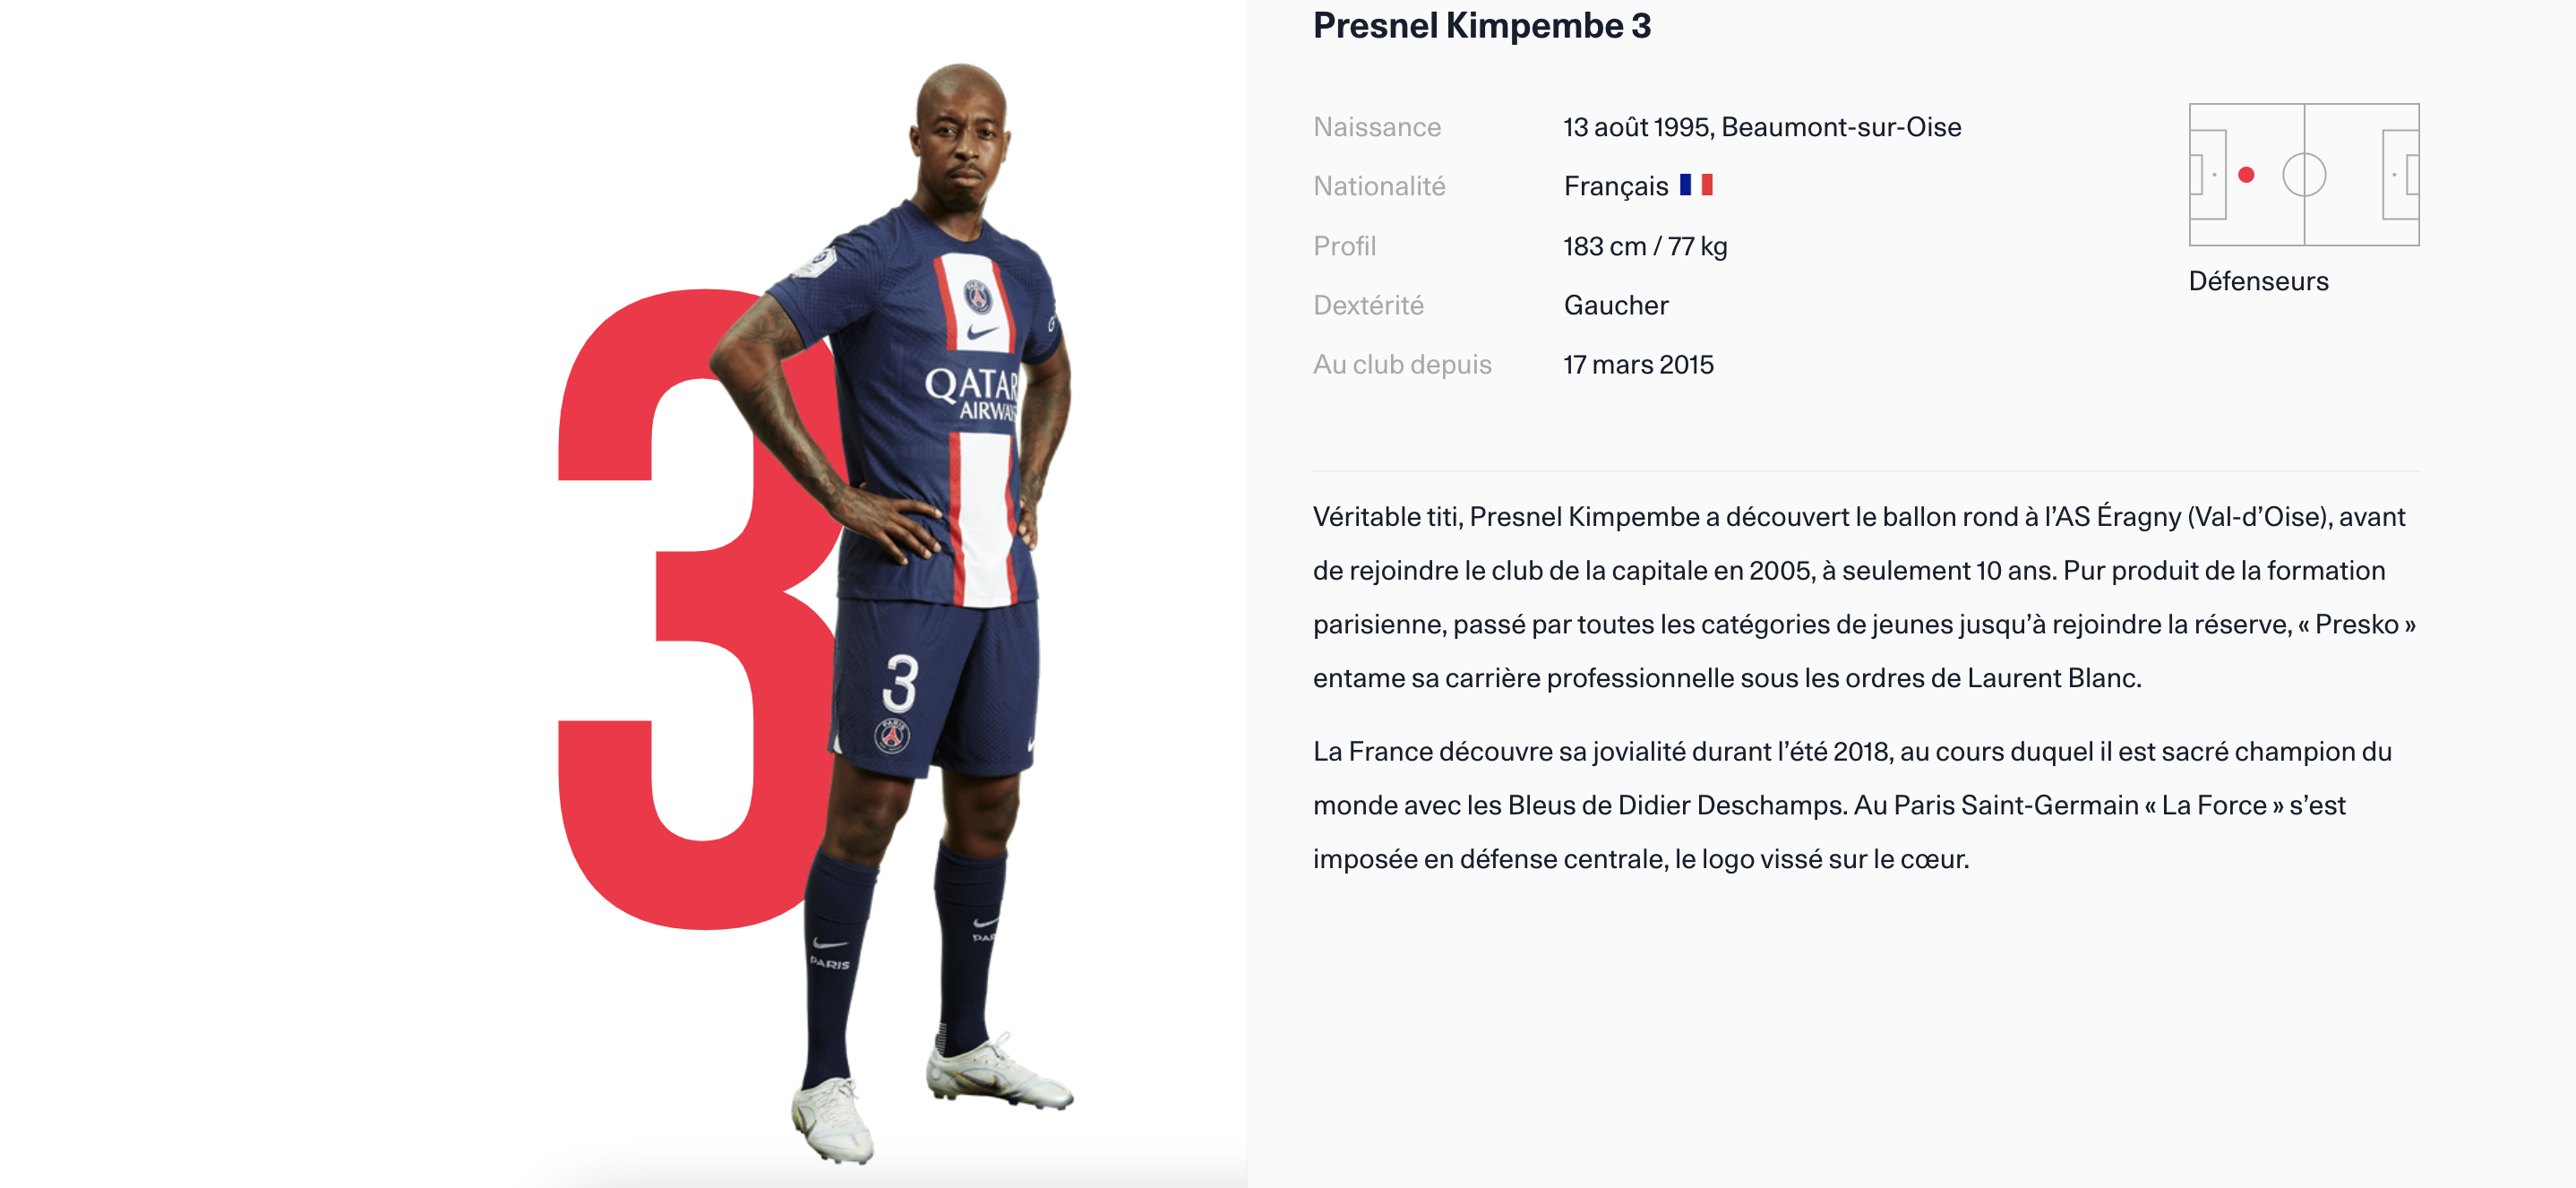 Presnel Kimpembe 3
Naissance 13 août 1995, Beaumont-sur-Oise
Nationalité Français
Profil 183 cm / 77 kg
Dextérité Gaucher
Au club depuis 17 mars 2015
Défenseurs
Véritable titi, Presnel Kimpembe a découvert le ballon rond à l’AS Éragny (Val-d’Oise), avant
de rejoindre le club de la capitale en 2005, à seulement 10 ans. Pur produit de la formation
parisienne, passé par toutes les catégories de jeunes jusqu’à rejoindre la réserve, « Presko »
entame sa carrière professionnelle sous les ordres de Laurent Blanc.
La France découvre sa jovialité durant l’été 2018, au cours duquel il est sacré champion du
monde avec les Bleus de Didier Deschamps. Au Paris Saint-Germain « La Force » s’est
imposée en défense centrale, le logo vissé sur le cœur.
3
PARIS
QATAR
AIRWAYS
3
PARIS
PARIS
PAR